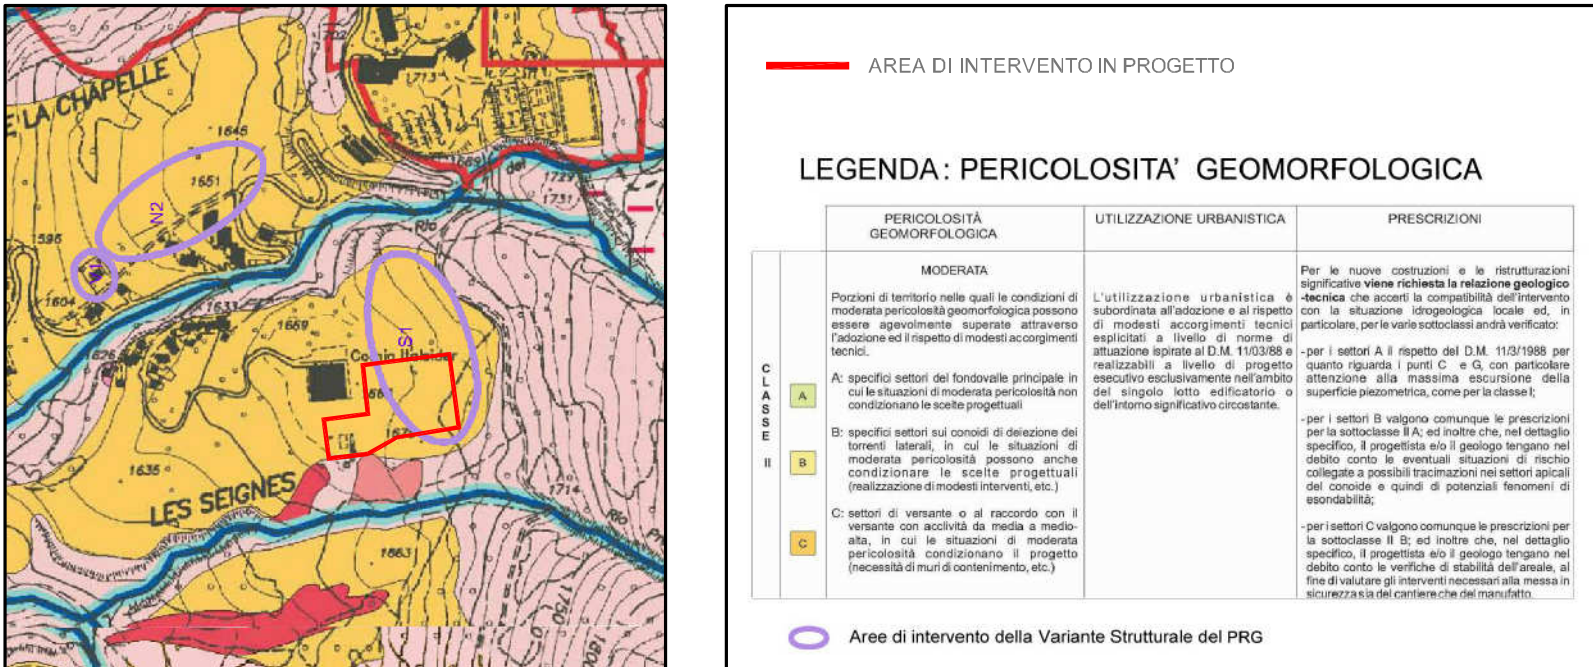 1702
1713
E LA CHAPELLE
1645
1651
N2
1669
del
1729
1731
Rio
1595
N1
1604
1633
1659
S1
1626
167
1635
LES SEIGNES
1714
Rio
1663
1750
1800
AREA DI INTERVENTO IN PROGETTO
LEGENDA: PERICOLOSITA' GEOMORFOLOGICA
PERICOLOSITÀ
GEOMORFOLOGICA
UTILIZZAZIONE URBANISTICA
PRESCRIZIONI
CLASSE II
MODERATA
Porzioni di territorio nelle quali le condizioni di
moderata pericolosità geomorfologica possono
essere agevolmente superate attraverso
l'adozione ed il rispetto di modesti accorgimenti
tecnici.
A
A: specifici settori del fondovalle principale in
cui le situazioni di moderata pericolosità non
condizionano le scelte progettuali
B
B: specifici settori sui conoidi di deiezione dei
torrenti laterali, in cui le situazioni di
moderata pericolosità possono anche
condizionare le scelte progettuali
(realizzazione di modesti interventi, etc.)
C
C: settori di versante o al raccordo con il
versante con acclività da media a medio-
alta, in cui le situazioni di moderata
pericolosità condizionano il progetto
(necessità di muri di contenimento, etc.)
L'utilizzazione urbanistica è
subordinata all'adozione e al rispetto
di modesti accorgimenti tecnici
esplicitati a livello di norme di
attuazione ispirate al D.M. 11/03/88 e
realizzabili a livello di progetto
esecutivo esclusivamente nell'ambito
del singolo lotto edificatorio o
dell'intorno significativo circostante.
Per le nuove costruzioni e le ristrutturazioni
significative viene richiesta la relazione geologico
-tecnica che accerti la compatibilità dell'intervento
con la situazione idrogeologica locale ed, in
particolare, per le varie sottoclassi andrà verificato:
-per i settori A il rispetto del D.M. 11/3/1988 per
quanto riguarda i punti C e G, con particolare
attenzione alla massima escursione della
superficie piezometrica, come per la classe I;
-per i settori B valgono comunque le prescrizioni
per la sottoclasse II A; ed inoltre che, nel dettaglio
specifico, il progettista e/o il geologo tengano nel
debito conto le eventuali situazioni di rischio
collegate a possibili tracimazioni nei settori apicali
del conoide e quindi di potenziali fenomeni di
esondabilità;
-per i settori C valgono comunque le prescrizioni per
la sottoclasse II B; ed inoltre che, nel dettaglio
specifico, il progettista e/o il geologo tengano nel
debito conto le verifiche di stabilità dell'areale, al
fine di valutare gli interventi necessari alla messa in
sicurezza sia del cantiere che del manufatto.
Aree di intervento della Variante Strutturale del PRG